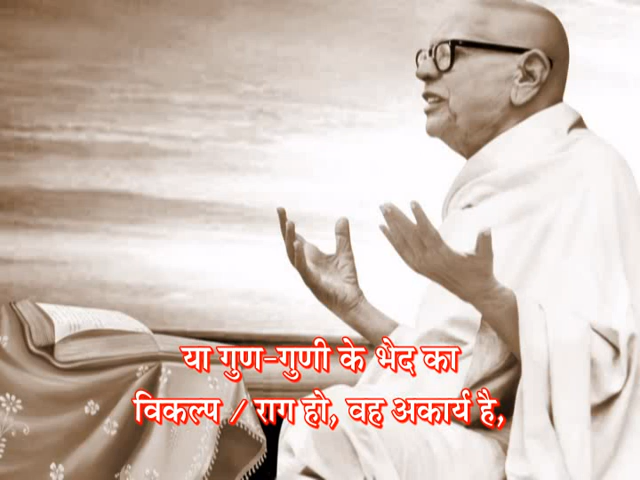 या गुण-गुणी के भेद का
विकल्प / राग हो, वह अकार्य है,